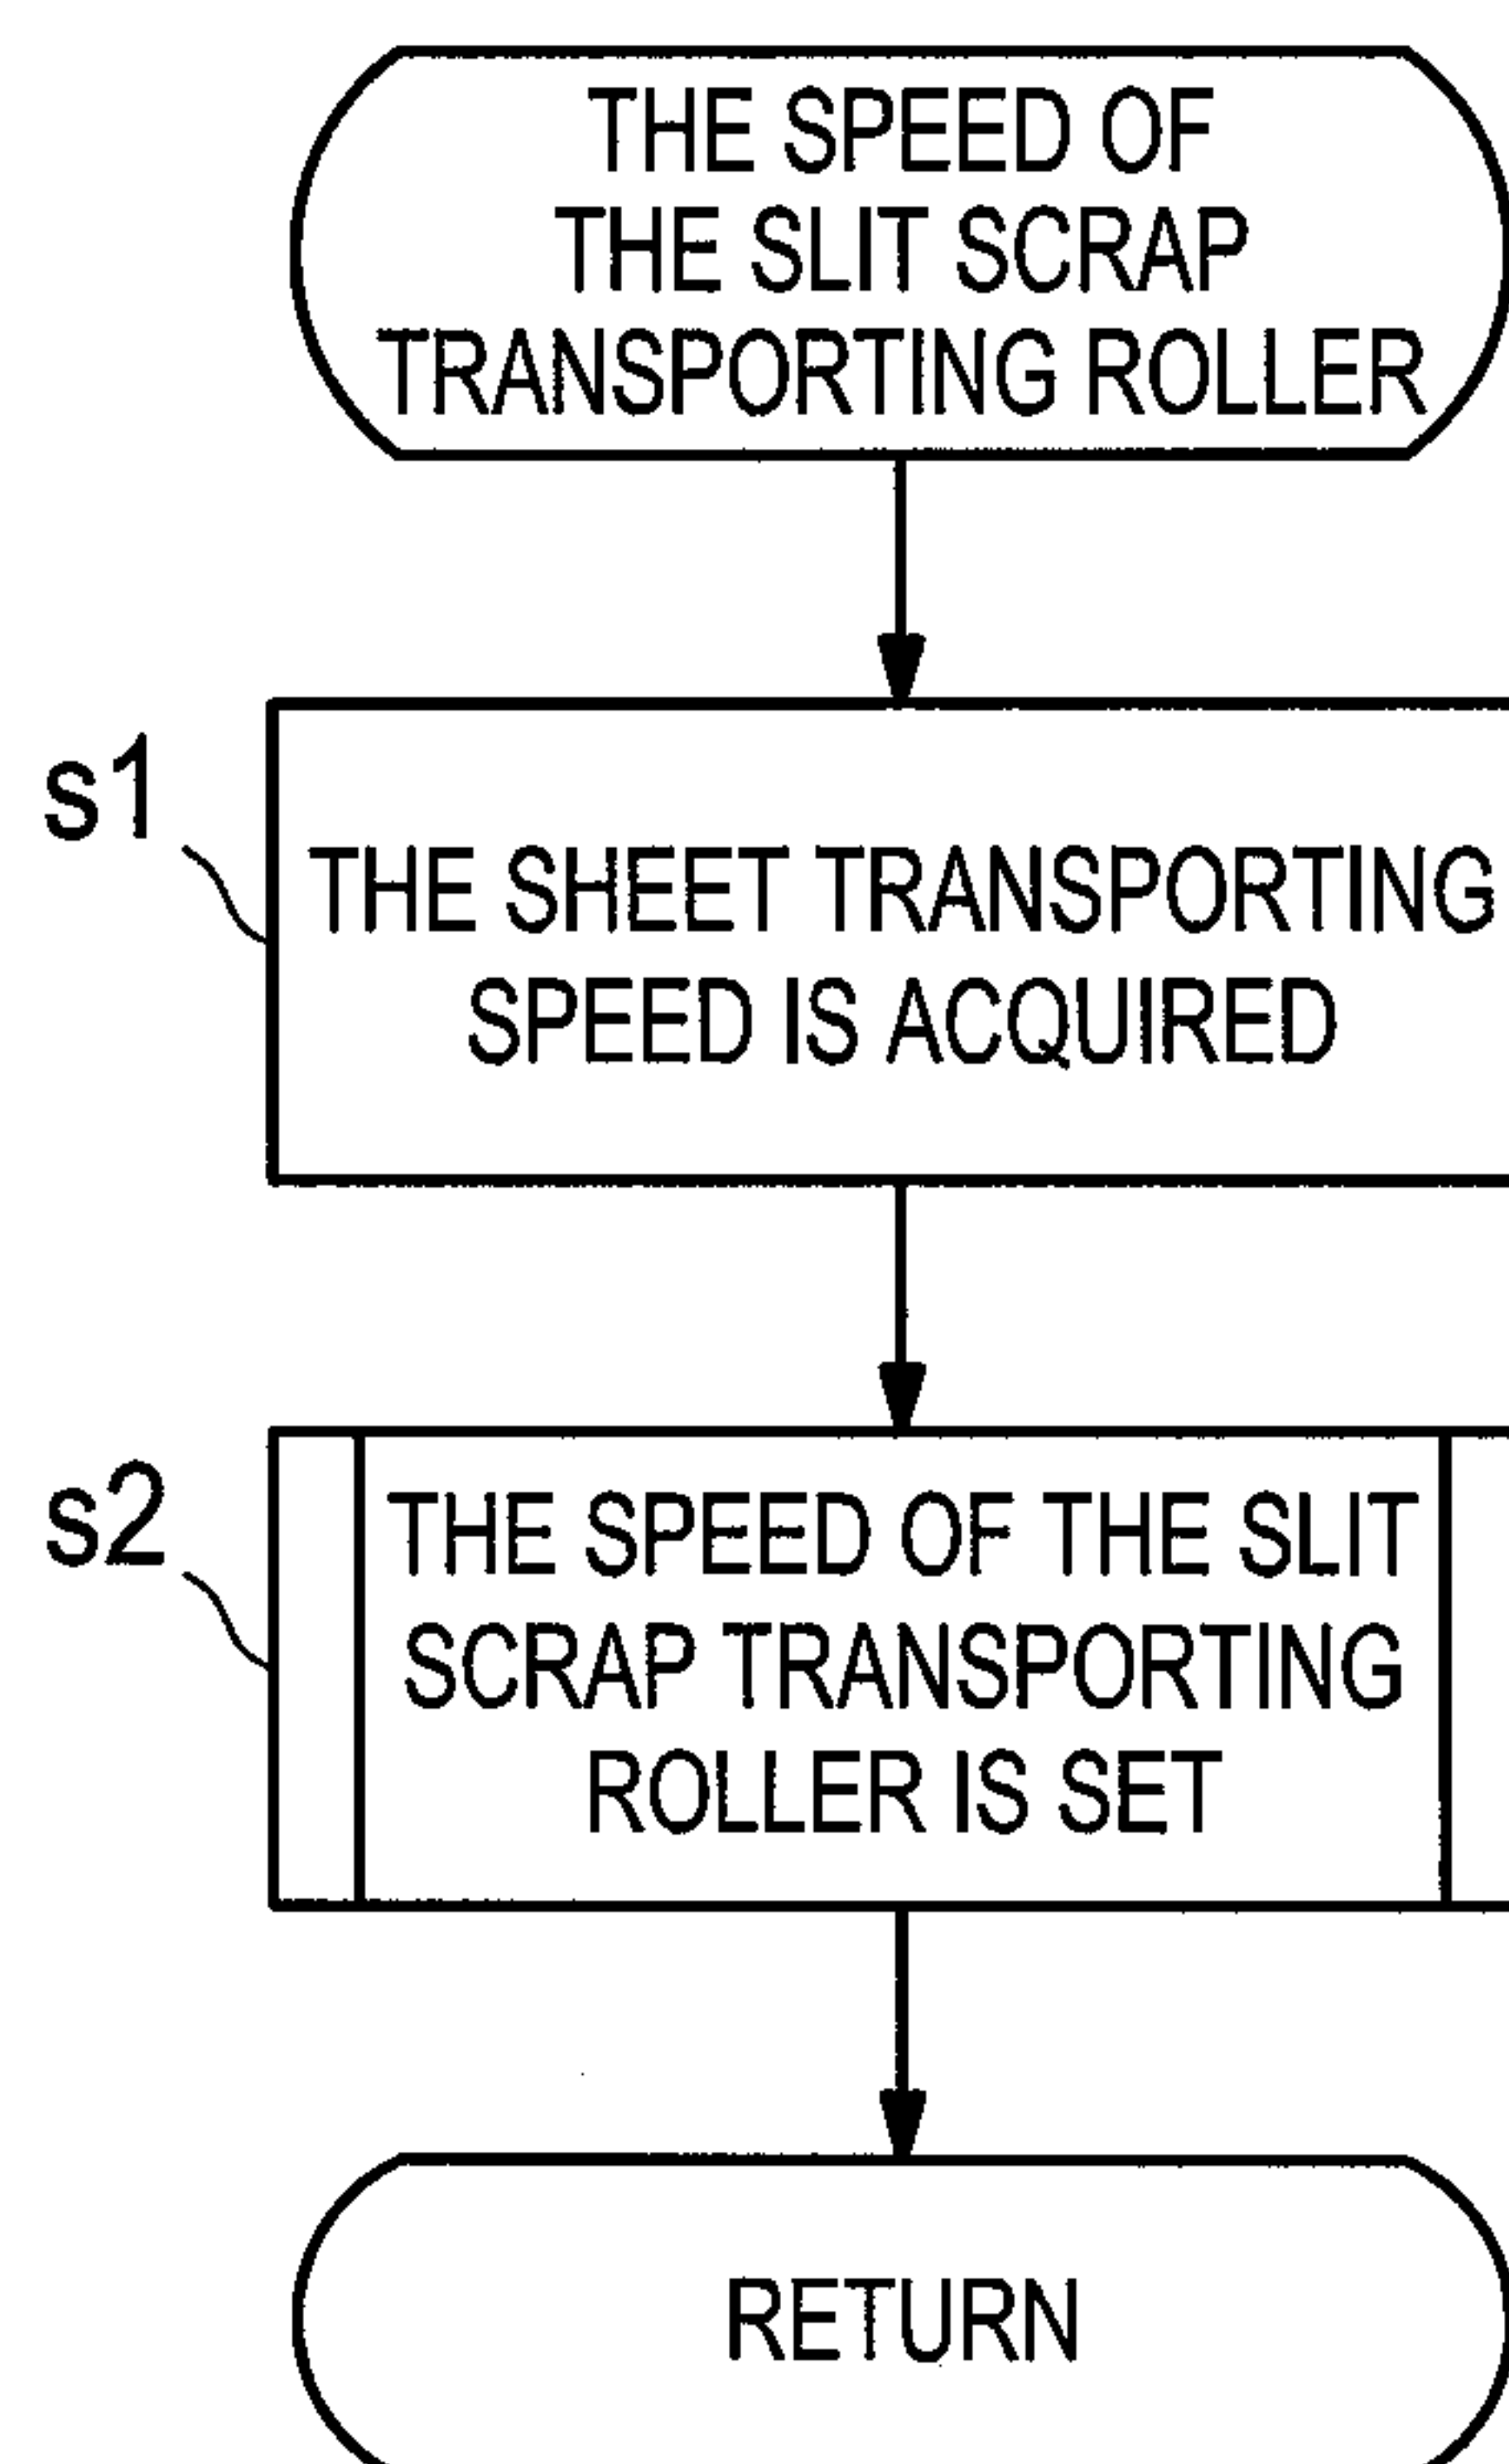 THE SPEED OF
THE SLIT SCRAP
TRANSPORTING ROLLER
s1
THE SHEET TRANSPORTING
SPEED IS ACQUIRED
s2
THE SPEED OF THE SLIT
SCRAP TRANSPORTING
ROLLER IS SET
RETURN